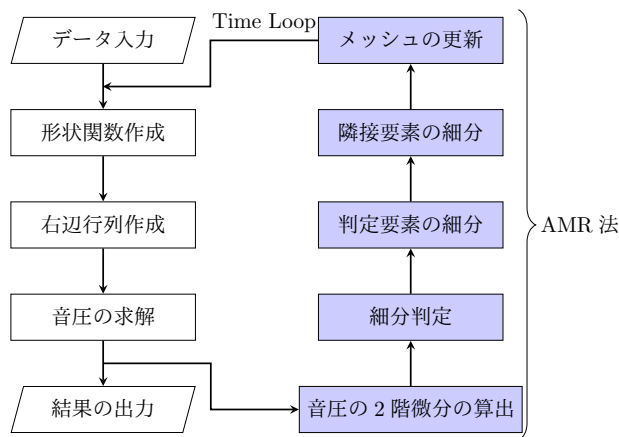 データ入力
形状関数作成
右辺行列作成
音圧の求解
結果の出力
Time Loop
メッシュの更新
隣接要素の細分
判定要素の細分
細分判定
音圧の2階微分の算出
AMR 法